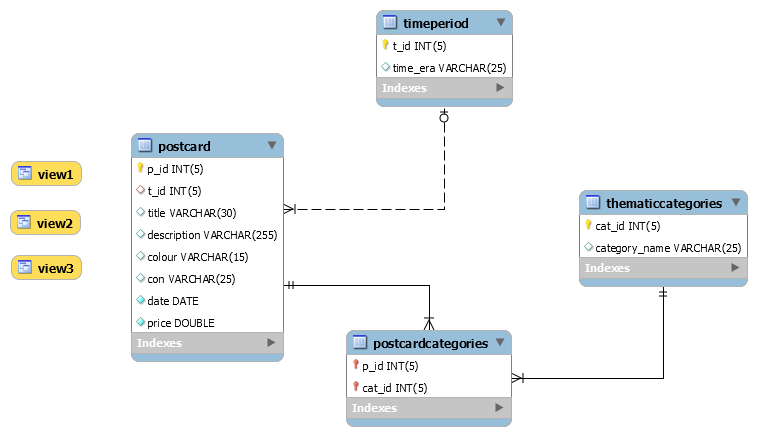 timeperiod
t_id INT(5)
time_era VARCHAR(25)
Indexes
postcard
p_id INT(5)
t_id INT(5)
title VARCHAR(30)
description VARCHAR(255)
colour VARCHAR(15)
con VARCHAR(25)
date DATE
price DOUBLE
Indexes
view1
view2
view3
thematiccategories
cat_id INT(5)
category_name VARCHAR(25)
Indexes
postcardcategories
p_id INT(5)
cat_id INT(5)
Indexes